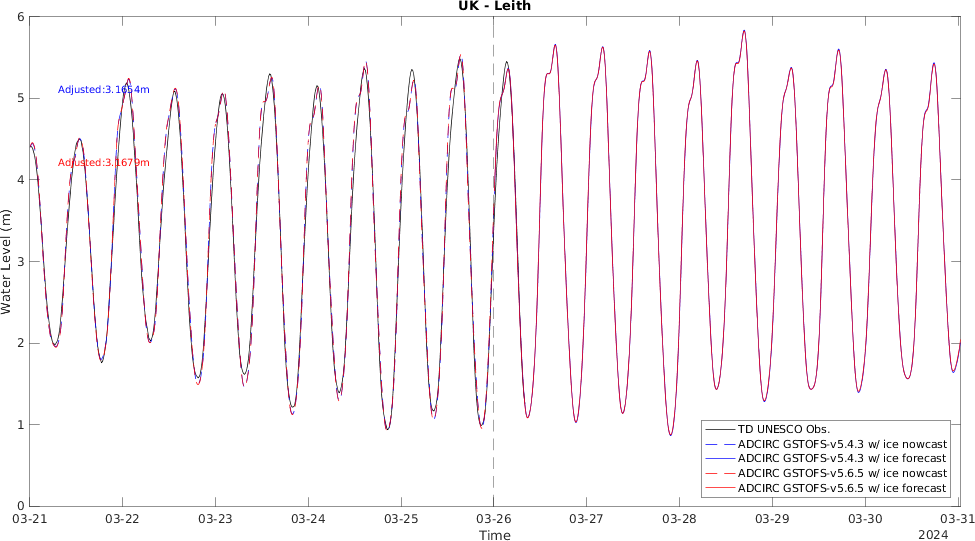 UK - Leith
6
5
4
3
2
1
0
Water Level (m)
Adjusted:3.1654m
Adjusted:3.1679m
TD UNESCO Obs.
ADCIRC GSTOFS-v5.4.3 w/ ice nowcast
ADCIRC GSTOFS-v5.4.3 w/ ice forecast
ADCIRC GSTOFS-v5.6.5 w/ ice nowcast
ADCIRC GSTOFS-v5.6.5 w/ ice forecast
03-21 03-22 03-23 03-24 03-25 03-26 03-27 03-28 03-29 03-30 03-31
Time
2024